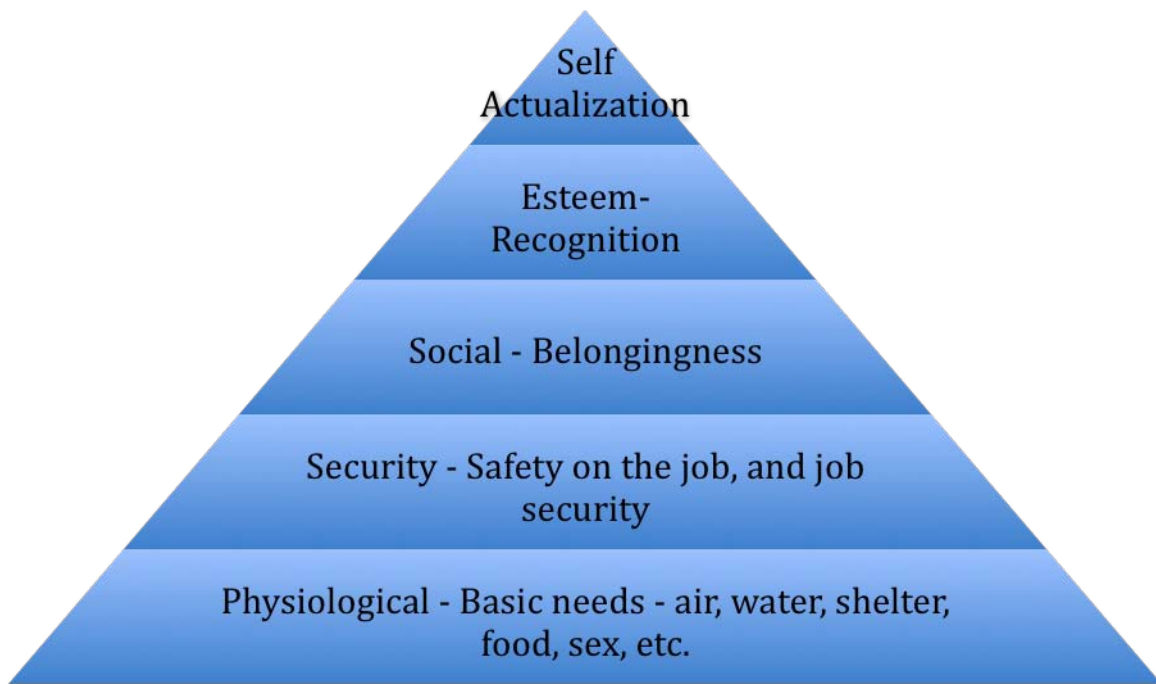 Self
Actualization
Esteem-
Recognition
Social - Belongingness
Security - Safety on the job, and job
security
Physiological - Basic needs - air, water, shelter,
food, sex, etc.